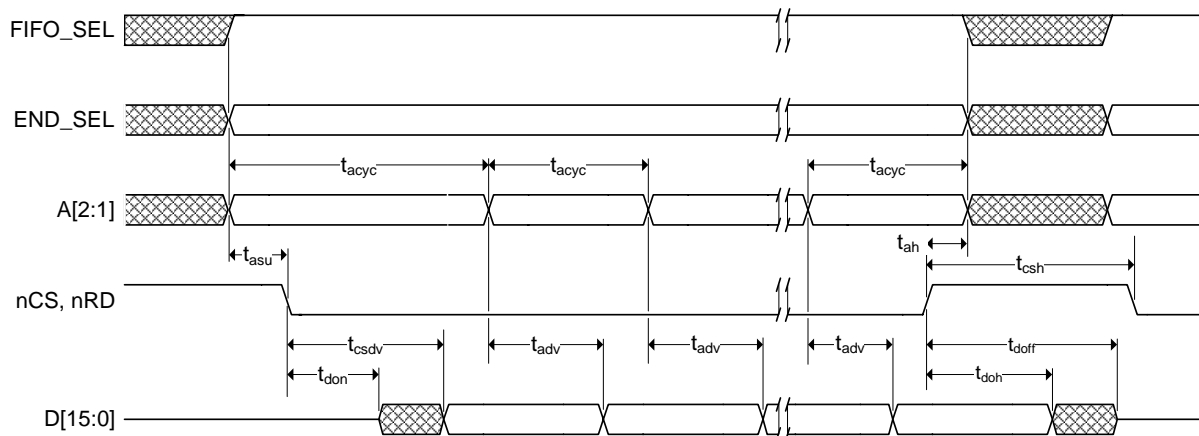 FIFO_SEL
END_SEL
tacyc tacyc tacyc
A[2:1]
tasu tah
tcsh
nCS, nRD
tcsdv tadv tadv tadv tdoff
tdon tdoh
D[15:0]